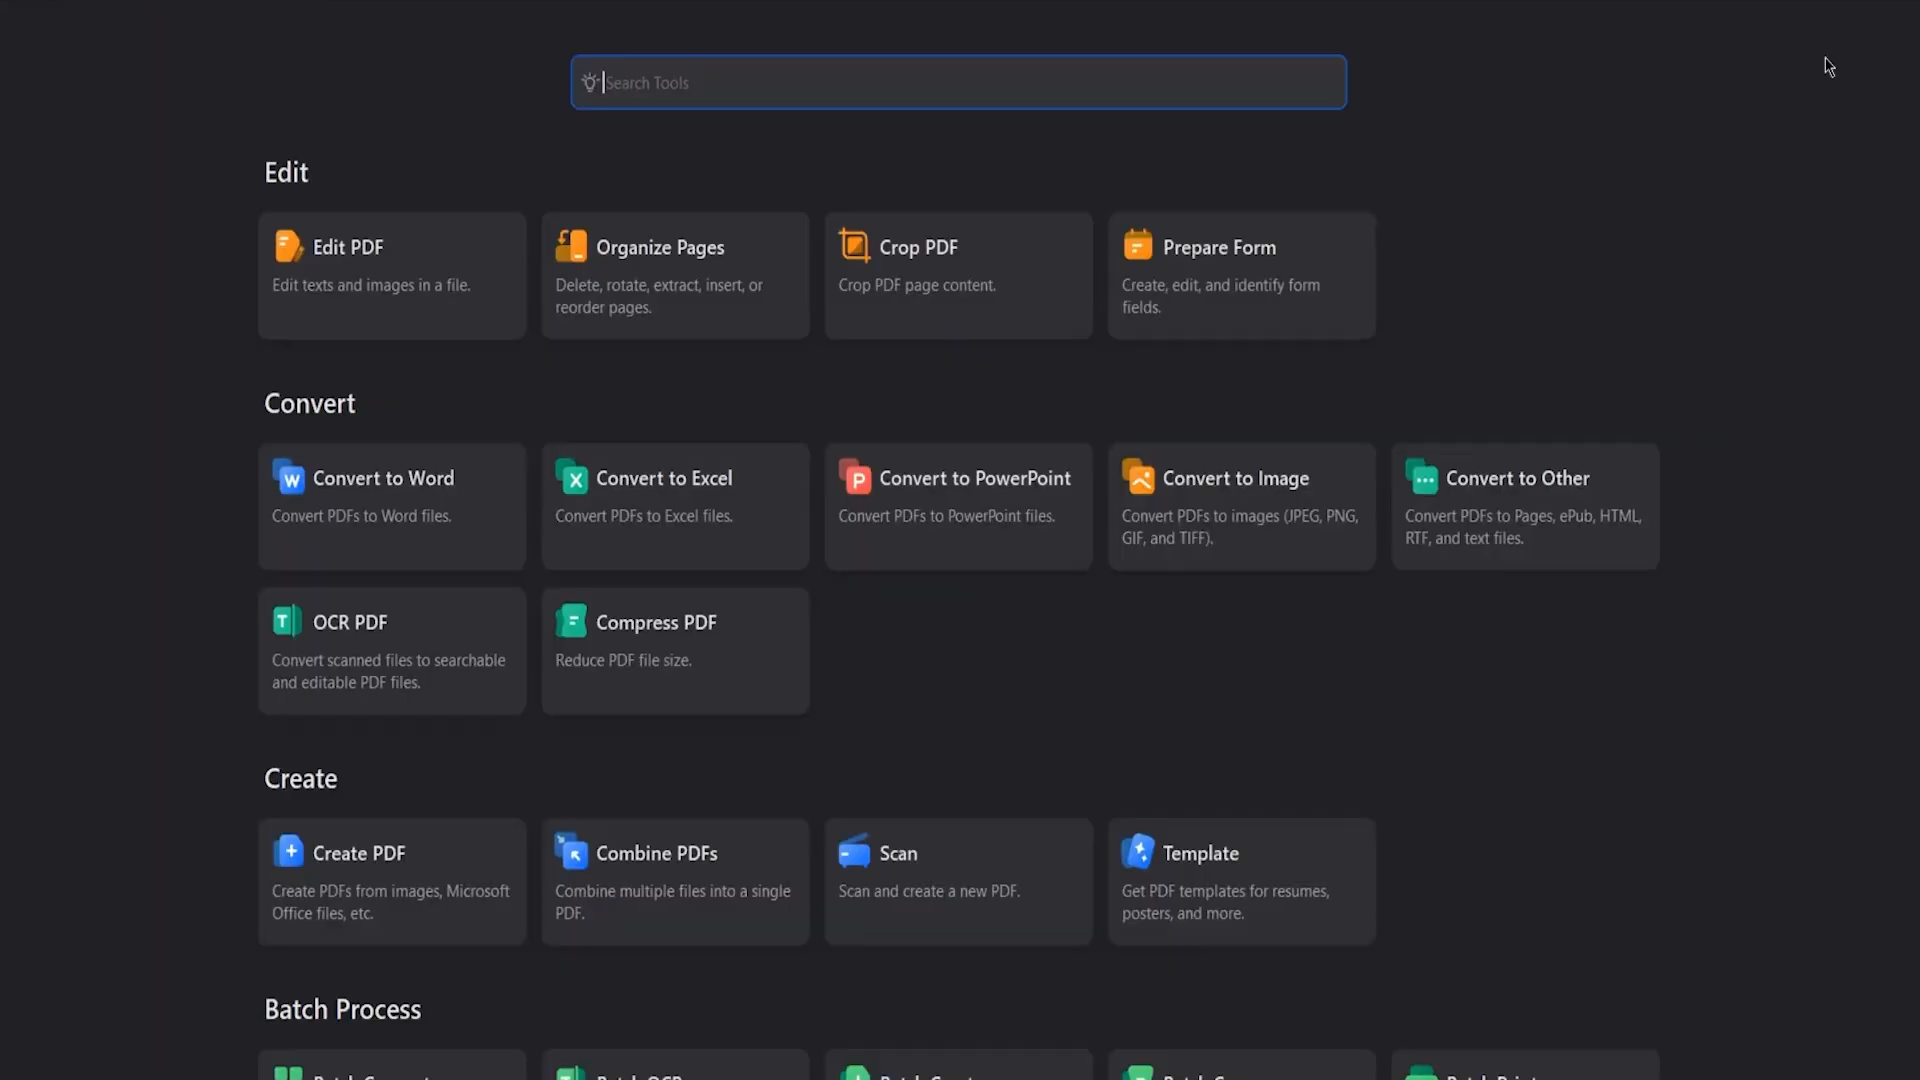 Search Tools
Edit
Edit PDF
Edit texts and images in a file.
Organize Pages
Delete, rotate, extract, insert, or
reorder pages.
Crop PDF
Crop PDF page content.
Prepare Form
Create, edit, and identify form
fields.
Convert
Convert to Word
Convert PDFs to Word files.
Convert to Excel
Convert PDFs to Excel files.
Convert to PowerPoint
Convert PDFs to PowerPoint files.
Convert to Image
Convert PDFs to images (JPEG, PNG,
GIF, and TIFF).
Convert to Other
Convert PDFs to Pages, ePub, HTML,
RTF, and text files.
OCR PDF
Convert scanned files to searchable
and editable PDF files.
Compress PDF
Reduce PDF file size.
Create
Create PDF
Create PDFs from images, Microsoft
Office files, etc.
Combine PDFs
Combine multiple files into a single
PDF.
Scan
Scan and create a new PDF.
Template
Get PDF templates for resumes,
posters, and more.
Batch Process